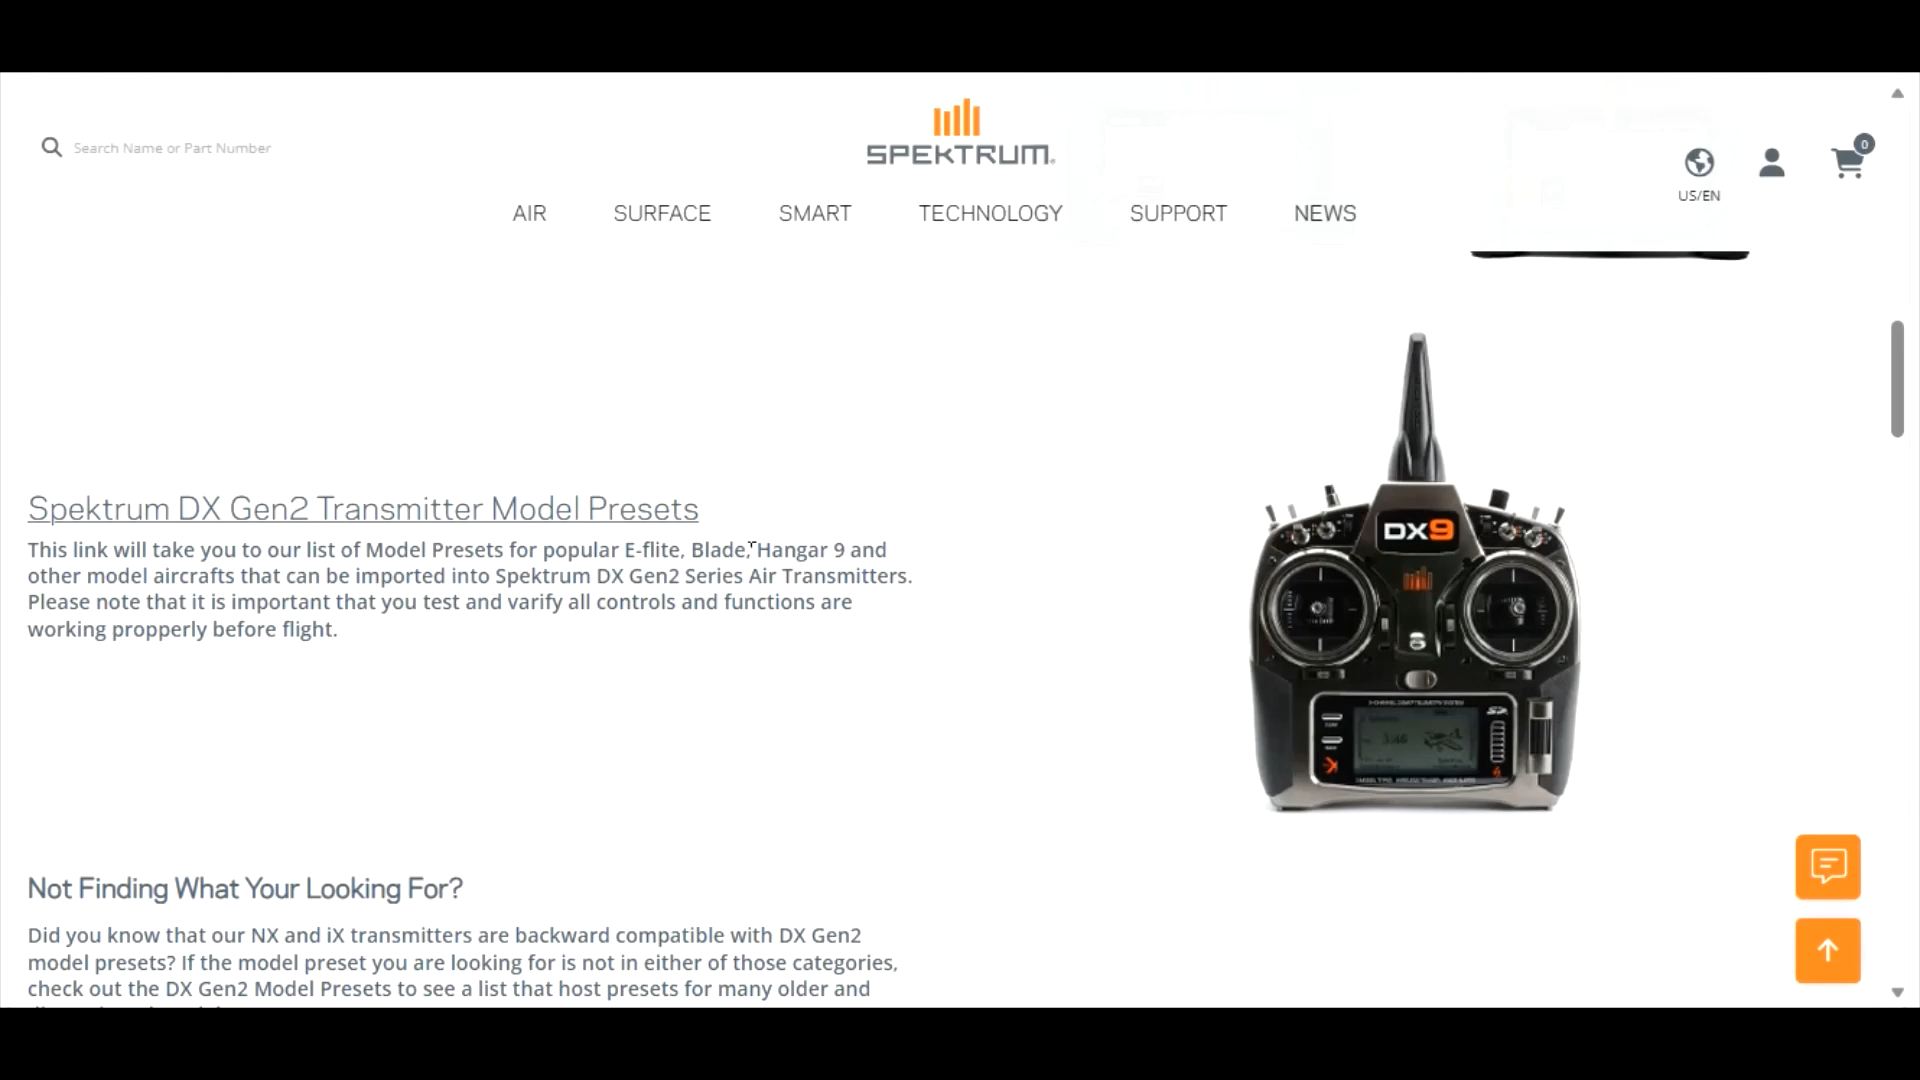 Search Name or Part Number
SPEKTRUM
0
US/EN
AIR
SURFACE
SMART
TECHNOLOGY
SUPPORT
NEWS
DX9
Spektrum DX Gen2 Transmitter Model Presets
This link will take you to our list of Model Presets for popular E-flite, Blade, Hangar 9 and
other model aircrafts that can be imported into Spektrum DX Gen2 Series Air Transmitters.
Please note that it is important that you test and varify all controls and functions are
working propperly before flight.
3:46
Not Finding What Your Looking For?
Did you know that our NX and iX transmitters are backward compatible with DX Gen2
model presets? If the model preset you are looking for is not in either of those categories,
check out the DX Gen2 Model Presets to see a list that host presets for many older and